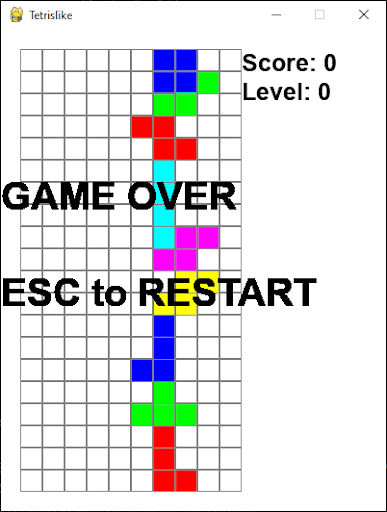 Tetrislike
Score: 0
Level: 0
GAME OVER
ESC to RESTART